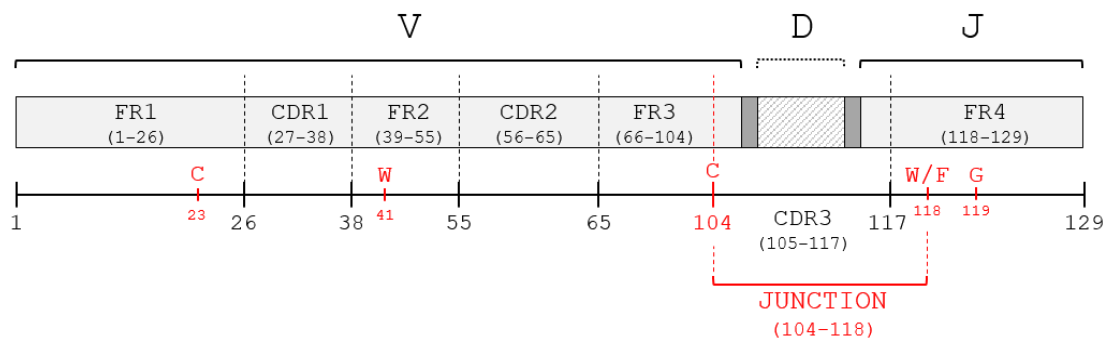 V D J
FR1 CDR1 FR2 CDR2 FR3 FR4
(1-26) (27-38) (39-55) (56-65) (66-104) (118-129)
C W C W/F G
23 41 118 119
1 26 38 55 65 104 CDR3 117 129
(105-117)
JUNCTION
(104-118)